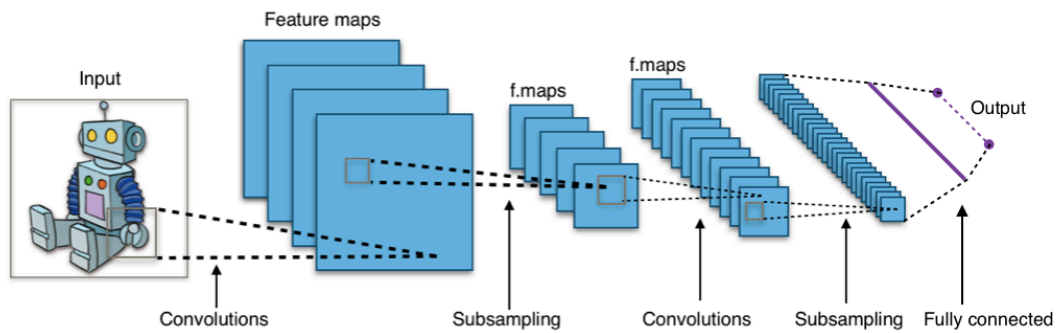 Feature maps
Input
f.maps
f.maps
Output
Convolutions
Subsampling
Convolutions
Subsampling
Fully connected